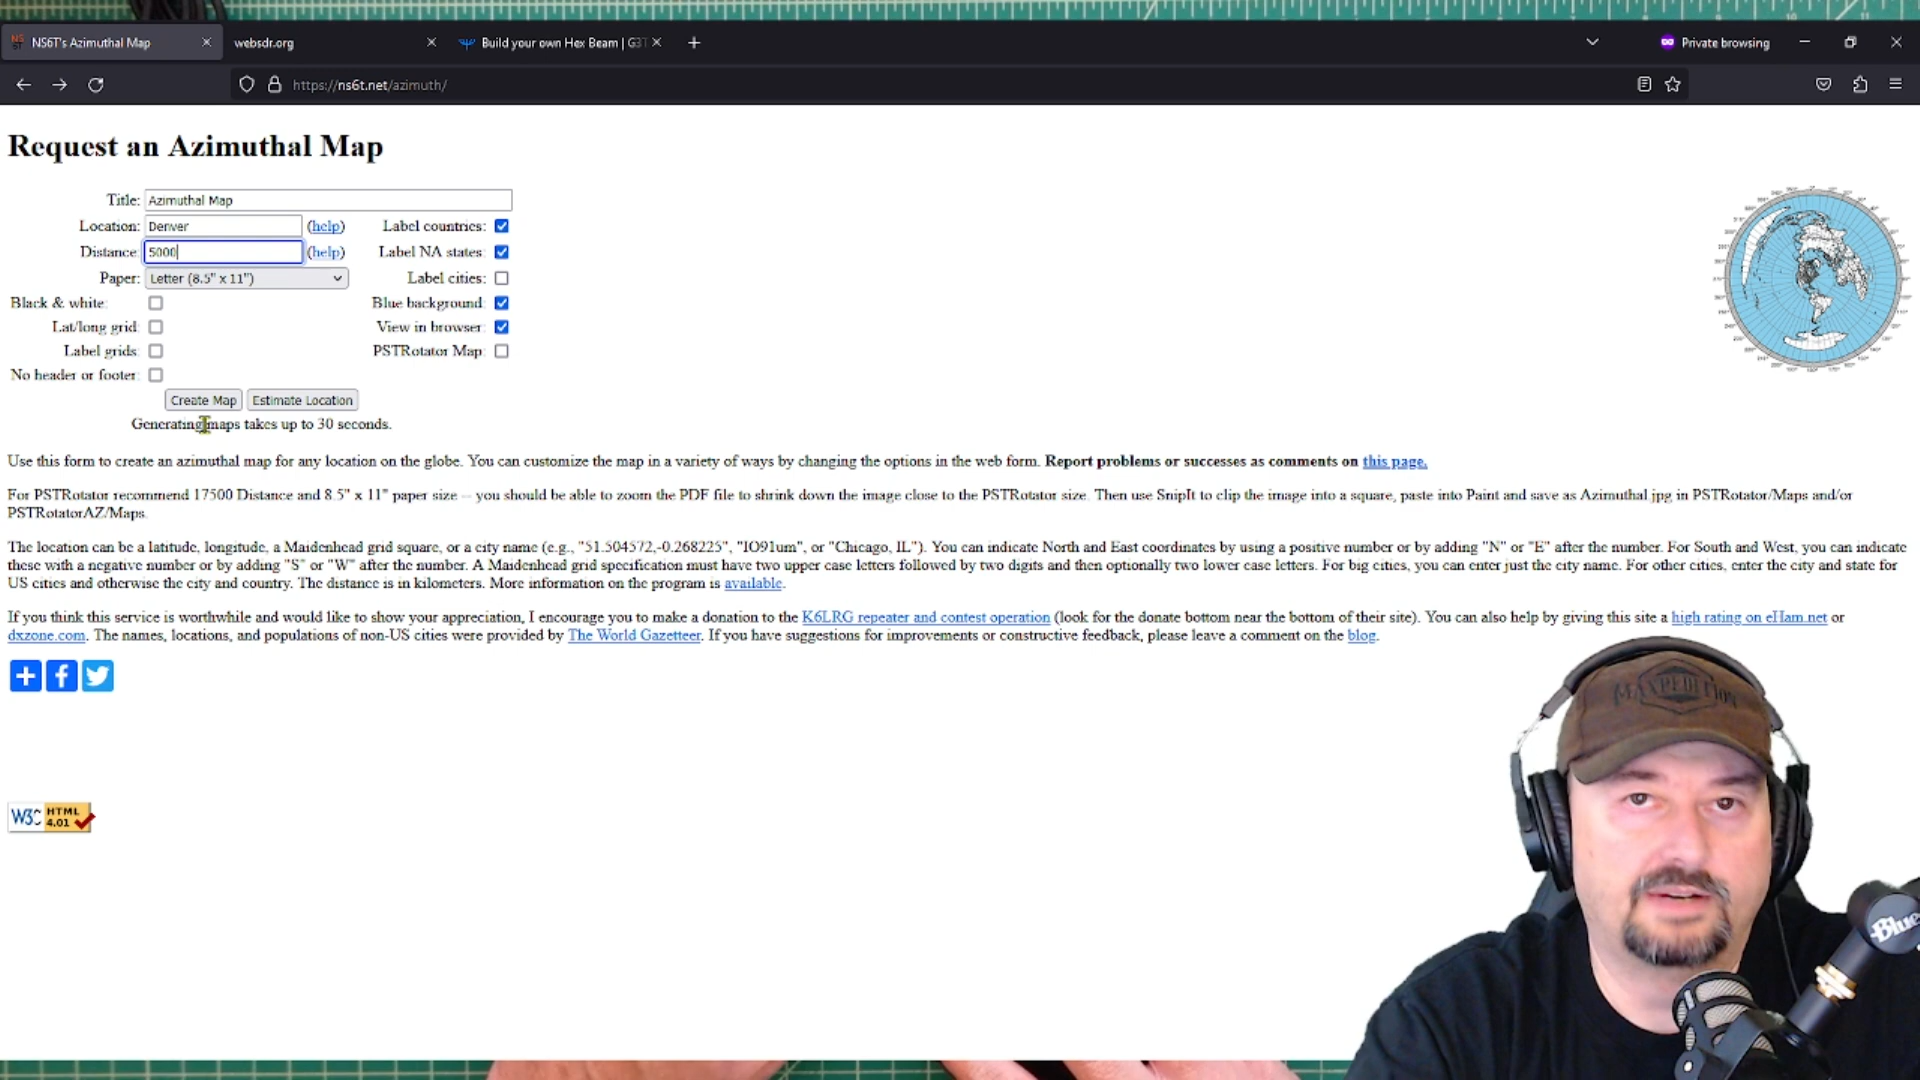 NS6T's Azimuthal Map
websdr.org
Build your own Hex Beam | G3T
Private browsing
https://ns6t.net/azimuth/
Request an Azimuthal Map
Title: Azimuthal Map
Location: Denver (help) Label countries:
Distance: 5000 (help) Label NA states:
Paper: Letter (8.5" x 11") Label cities:
Black & white: Blue background:
Lat/long grid: View in browser:
Label grids: PSTRotator Map:
No header or footer:
Create Map Estimate Location
Generating maps takes up to 30 seconds.
Use this form to create an azimuthal map for any location on the globe. You can customize the map in a variety of ways by changing the options in the web form. Report problems or successes as comments on this page.
For PSTRotator recommend 17500 Distance and 8.5" x 11" paper size -- you should be able to zoom the PDF file to shrink down the image close to the PSTRotator size. Then use SnipIt to clip the image into a square, paste into Paint and save as Azimuthal.jpg in PSTRotator/Maps and/or
PSTRotatorAZ/Maps.
The location can be a latitude, longitude, a Maidenhead grid square, or a city name (e.g., "51.504572,-0.268225", "IO91um", or "Chicago, IL"). You can indicate North and East coordinates by using a positive number or by adding "N" or "E" after the number. For South and West, you can indicate
these with a negative number or by adding "S" or "W" after the number. A Maidenhead grid specification must have two upper case letters followed by two digits and then optionally two lower case letters. For big cities, you can enter just the city name. For other cities, enter the city and state for
US cities and otherwise the city and country. The distance is in kilometers. More information on the program is available.
If you think this service is worthwhile and would like to show your appreciation, I encourage you to make a donation to the K6LRG repeater and contest operation (look for the donate bottom near the bottom of their site). You can also help by giving this site a high rating on eHam.net or
dxzone.com. The names, locations, and populations of non-US cities were provided by The World Gazetteer. If you have suggestions for improvements or constructive feedback, please leave a comment on the blog.
W3C HTML
4.01
MAXPEDITION
Blue